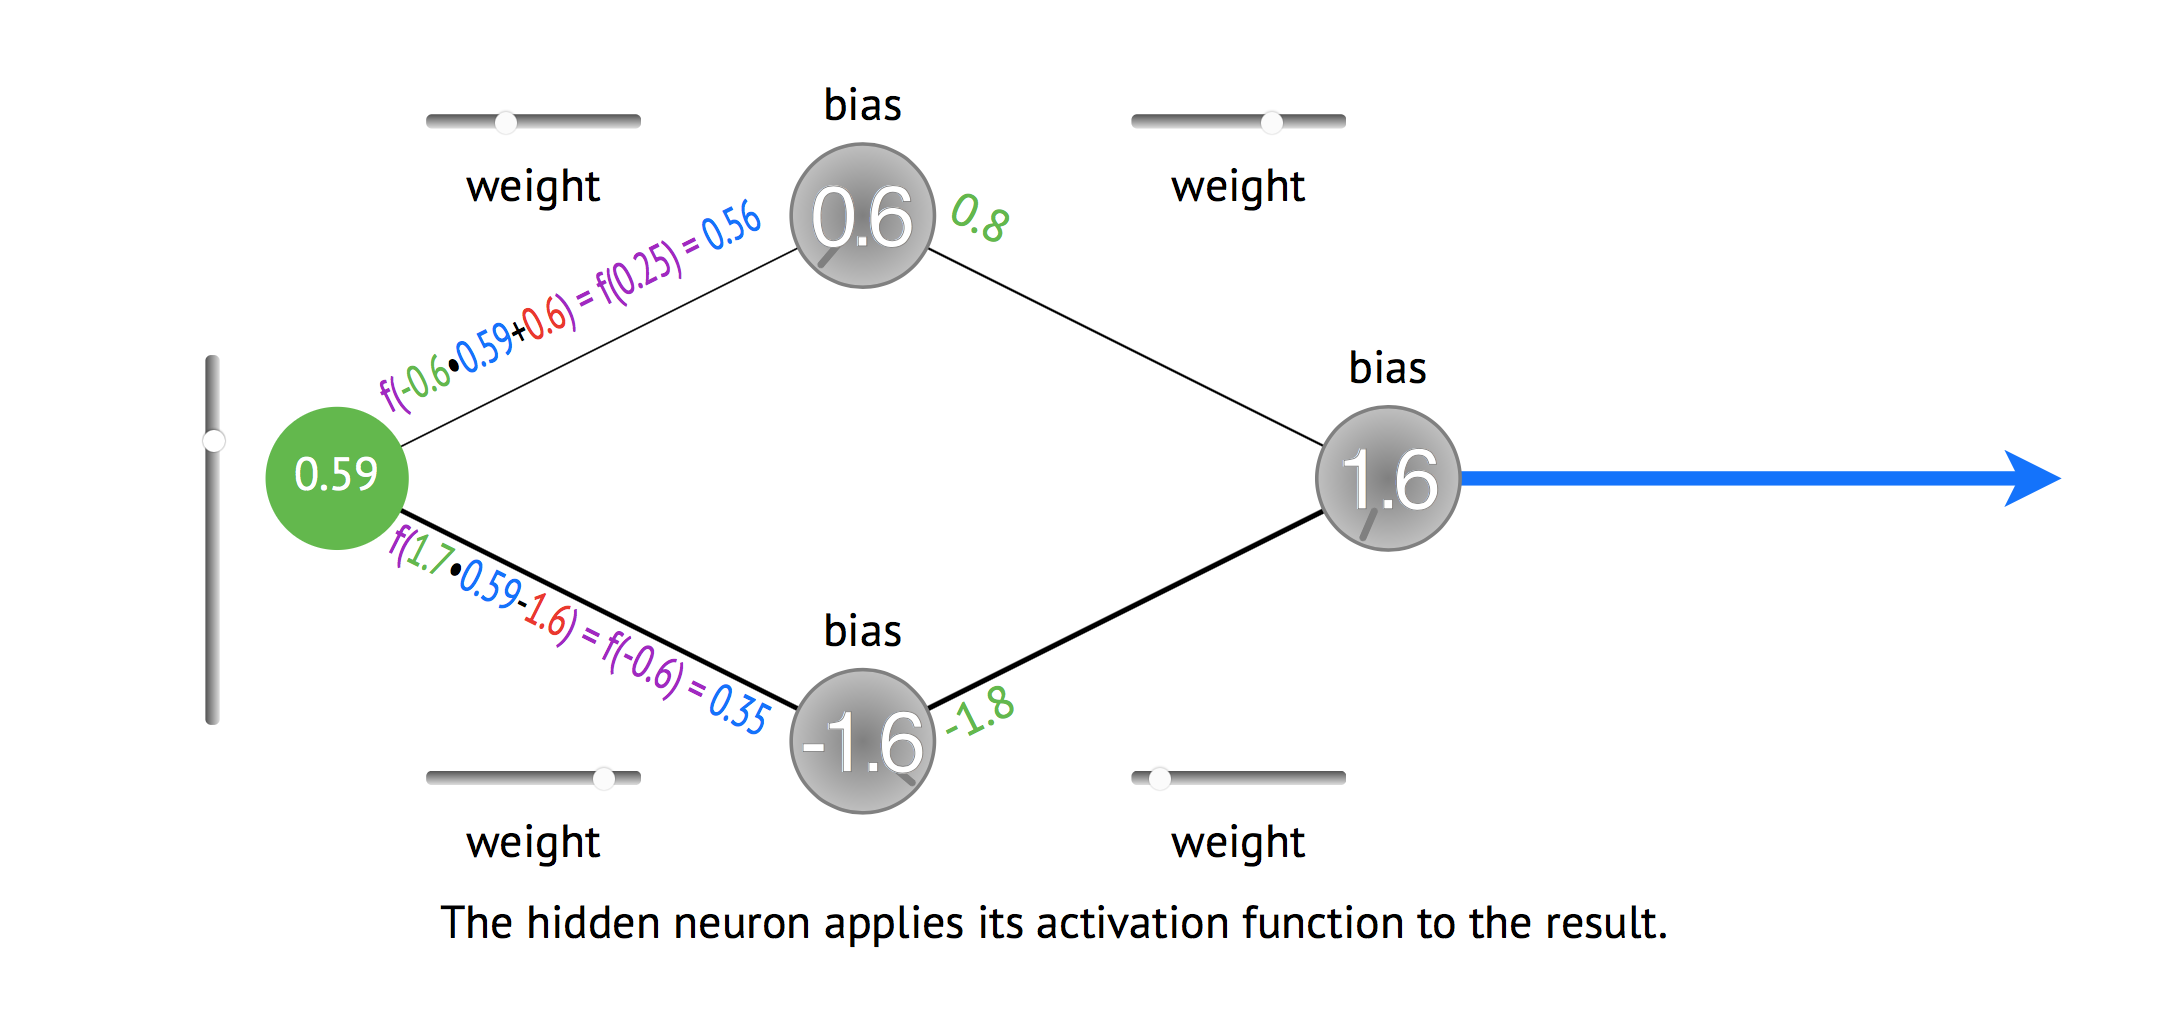 bias
weight
weight
0.6
0.8
f(-0.6•0.59+0.6) = f(0.25) = 0.56
bias
0.59
1.6
f(1.7•0.59-1.6) = f(-0.6) = 0.35
bias
-1.6
-1.8
weight
weight
The hidden neuron applies its activation function to the result.